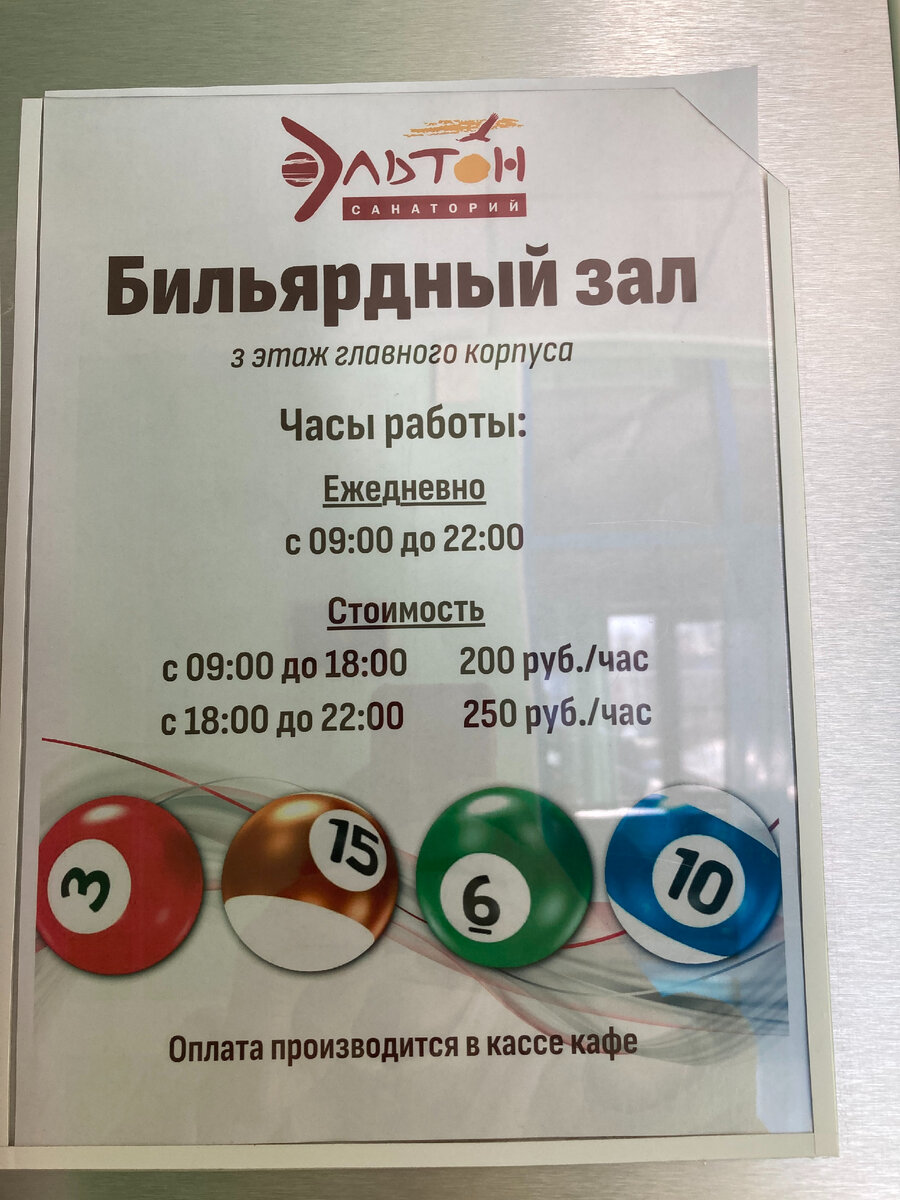 Эльтон
САНАТОРИЙ
Бильярдный зал
3 этаж главного корпуса
Часы работы:
Ежедневно
с 09:00 до 22:00
Стоимость
с 09:00 до 18:00 200 руб./час
с 18:00 до 22:00 250 руб./час
3 15 6 10
Оплата производится в кассе кафе